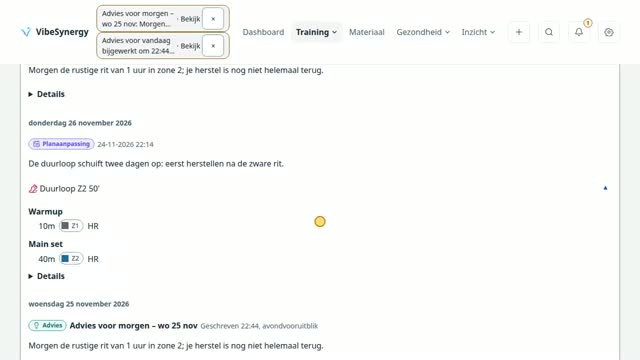 VibeSynergy
Advies voor morgen –
wo 25 nov: Morgen...
· Bekijk
×
Advies voor vandaag
bijgewerkt om 22:44...
· Bekijk
×
Dashboard
Training
Materiaal
Gezondheid
Inzicht
+
1
Morgen de rustige rit van 1 uur in zone 2; je herstel is nog niet helemaal terug.
▶ Details
donderdag 26 november 2026
Planaanpassing 24-11-2026 22:14
De duurloop schuift twee dagen op: eerst herstellen na de zware rit.
Duurloop Z2 50' ▲
Warmup
10m Z1 HR
Main set
40m Z2 HR
▶ Details
woensdag 25 november 2026
Advies Advies voor morgen – wo 25 nov Geschreven 22:44, avondvooruitblik
Morgen de rustige rit van 1 uur in zone 2; je herstel is nog niet helemaal terug.